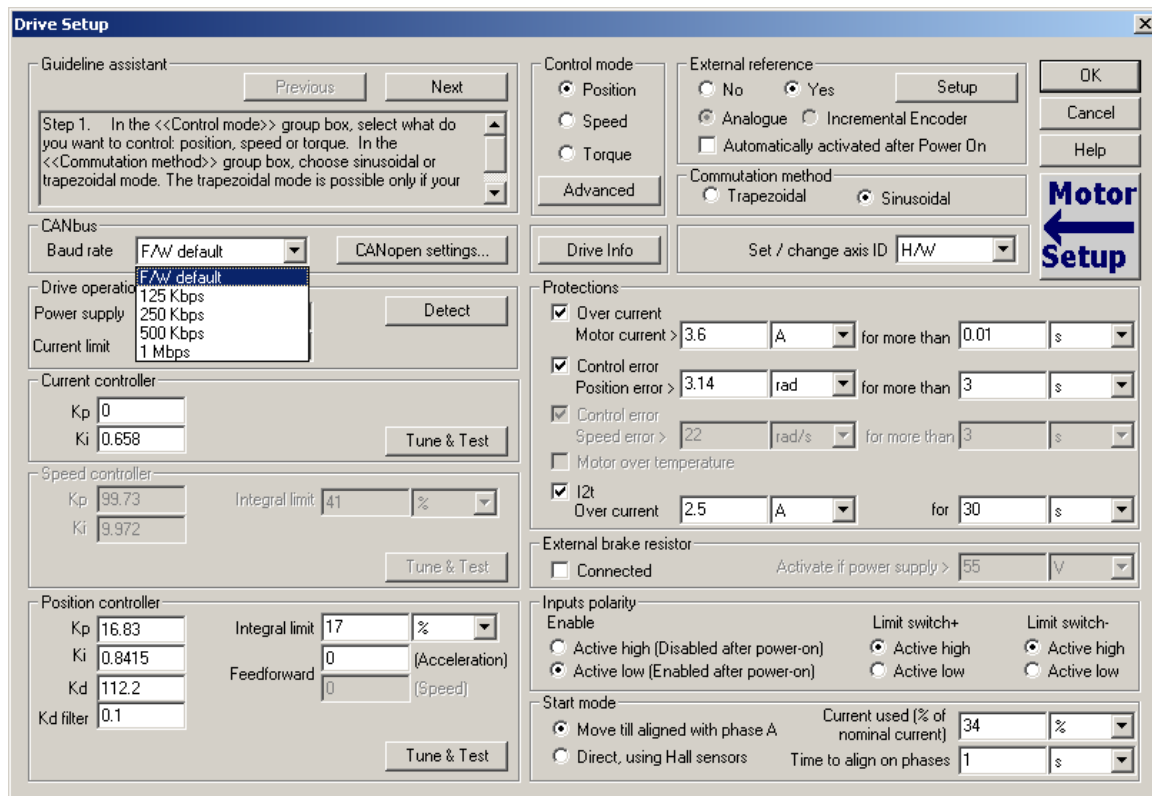 Drive Setup
Guideline assistant
Previous
Next
Step 1. In the <<Control mode>> group box, select what do
you want to control: position, speed or torque. In the
<<Commutation method>> group box, choose sinusoidal or
trapezoidal mode. The trapezoidal mode is possible only if your
Control mode
Position
Speed
Torque
Advanced
External reference
No Yes
Setup
Analogue Incremental Encoder
Automatically activated after Power On
Commutation method
Trapezoidal Sinusoidal
OK
Cancel
Help
Motor
Setup
CANbus
Baud rate F/W default
CANopen settings...
F/W default
125 Kbps
250 Kbps
500 Kbps
1 Mbps
Drive Info
Set / change axis ID H/W
Drive operatio
Power supply
Detect
Current limit
Current controller
Kp 0
Ki 0.658
Tune & Test
Speed controller
Kp 99.73
Integral limit 41 %
Ki 9.972
Tune & Test
Position controller
Kp 16.83
Integral limit 17 %
Ki 0.8415
Feedforward 0 (Acceleration)
Kd 112.2
0 (Speed)
Kd filter 0.1
Tune & Test
Protections
Over current
Motor current > 3.6 A for more than 0.01 s
Control error
Position error > 3.14 rad for more than 3 s
Control error
Speed error > 22 rad/s for more than 3 s
Motor over temperature
I2t
Over current 2.5 A for 30 s
External brake resistor
Connected
Activate if power supply > 55 V
Inputs polarity
Enable
Active high (Disabled after power-on)
Active low (Enabled after power-on)
Limit switch+
Active high
Active low
Limit switch-
Active high
Active low
Start mode
Move till aligned with phase A
Direct, using Hall sensors
Current used (% of
nominal current) 34 %
Time to align on phases 1 s